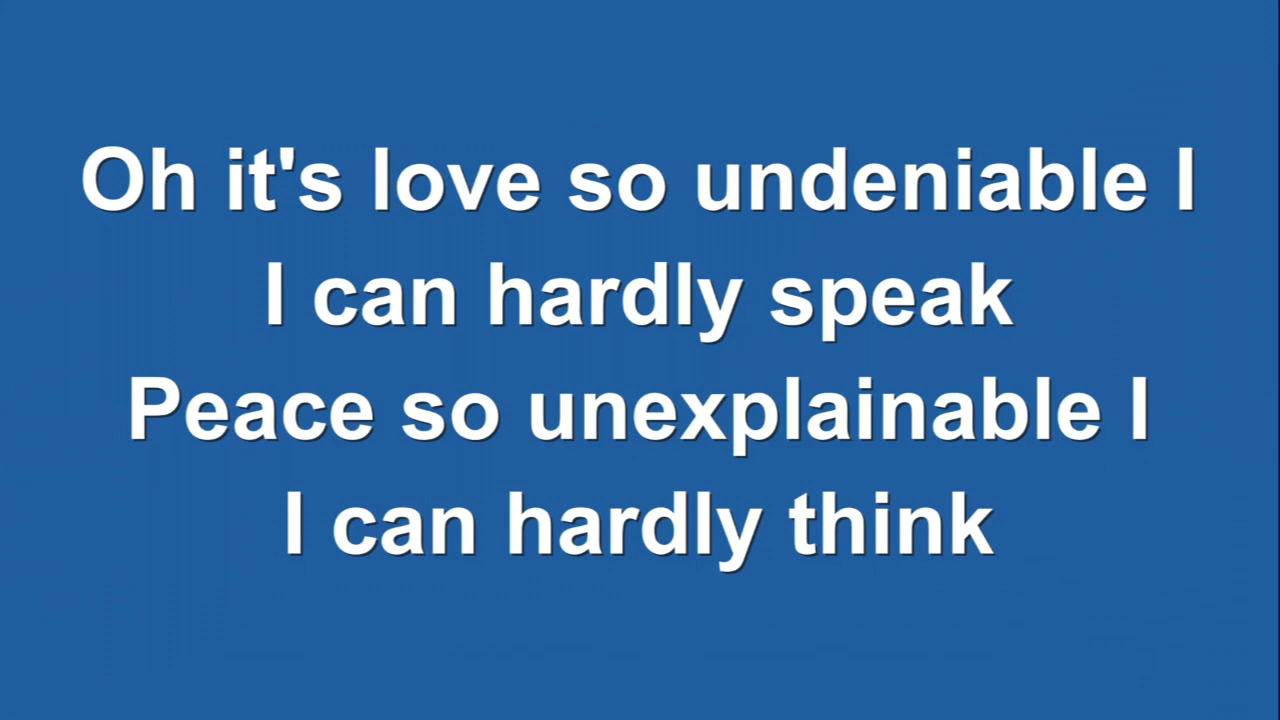 Oh it's love so undeniable I
I can hardly speak
Peace so unexplainable I
I can hardly think